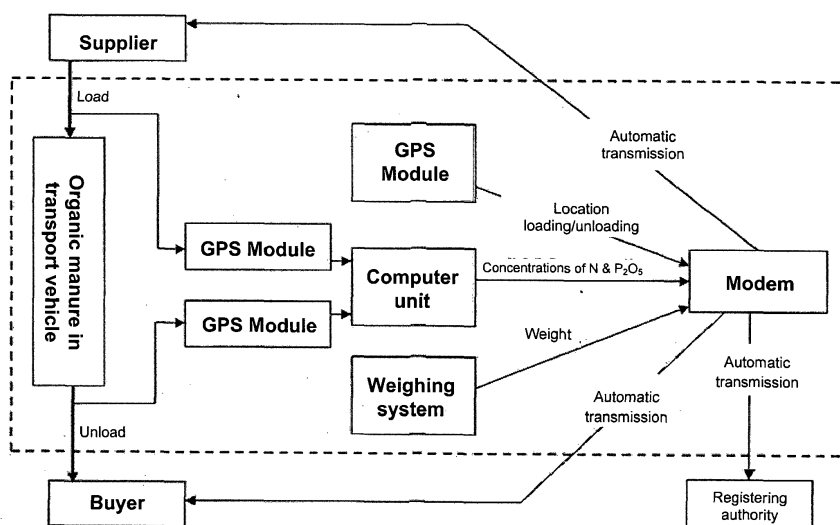 Supplier
Load
Automatic
transmission
GPS
Module
Organic manure in
transport vehicle
Location
loading/unloading
GPS Module
Computer
unit
Concentrations of N & P₂O₅
Modem
GPS Module
Weight
Weighing
system
Automatic
transmission
Automatic
transmission
Unload
Buyer
Registering
authority